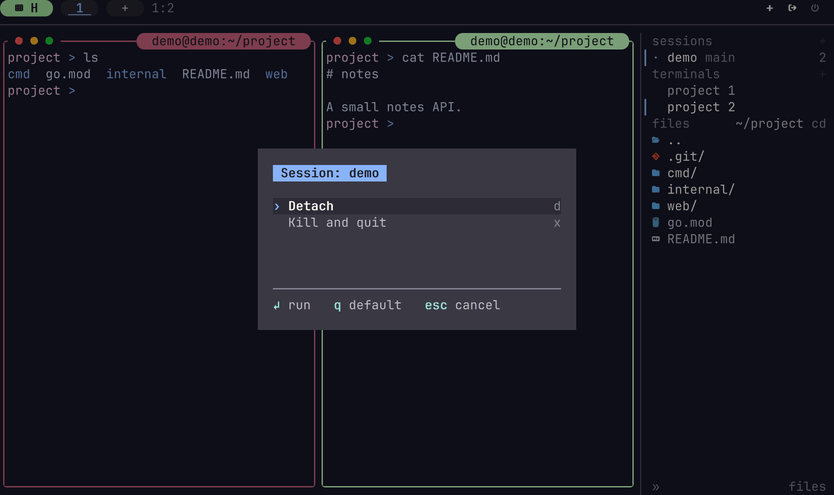 H 1 + 1:2
demo@demo:~/project
project > ls
cmd go.mod internal README.md web
project >
demo@demo:~/project
project > cat README.md
# notes
A small notes API.
project >
Session: demo
› Detach d
Kill and quit x
↲ run q default esc cancel
sessions +
· demo main 2
terminals +
project 1
project 2
files ~/project cd
..
.git/
cmd/
internal/
web/
go.mod
README.md
» files